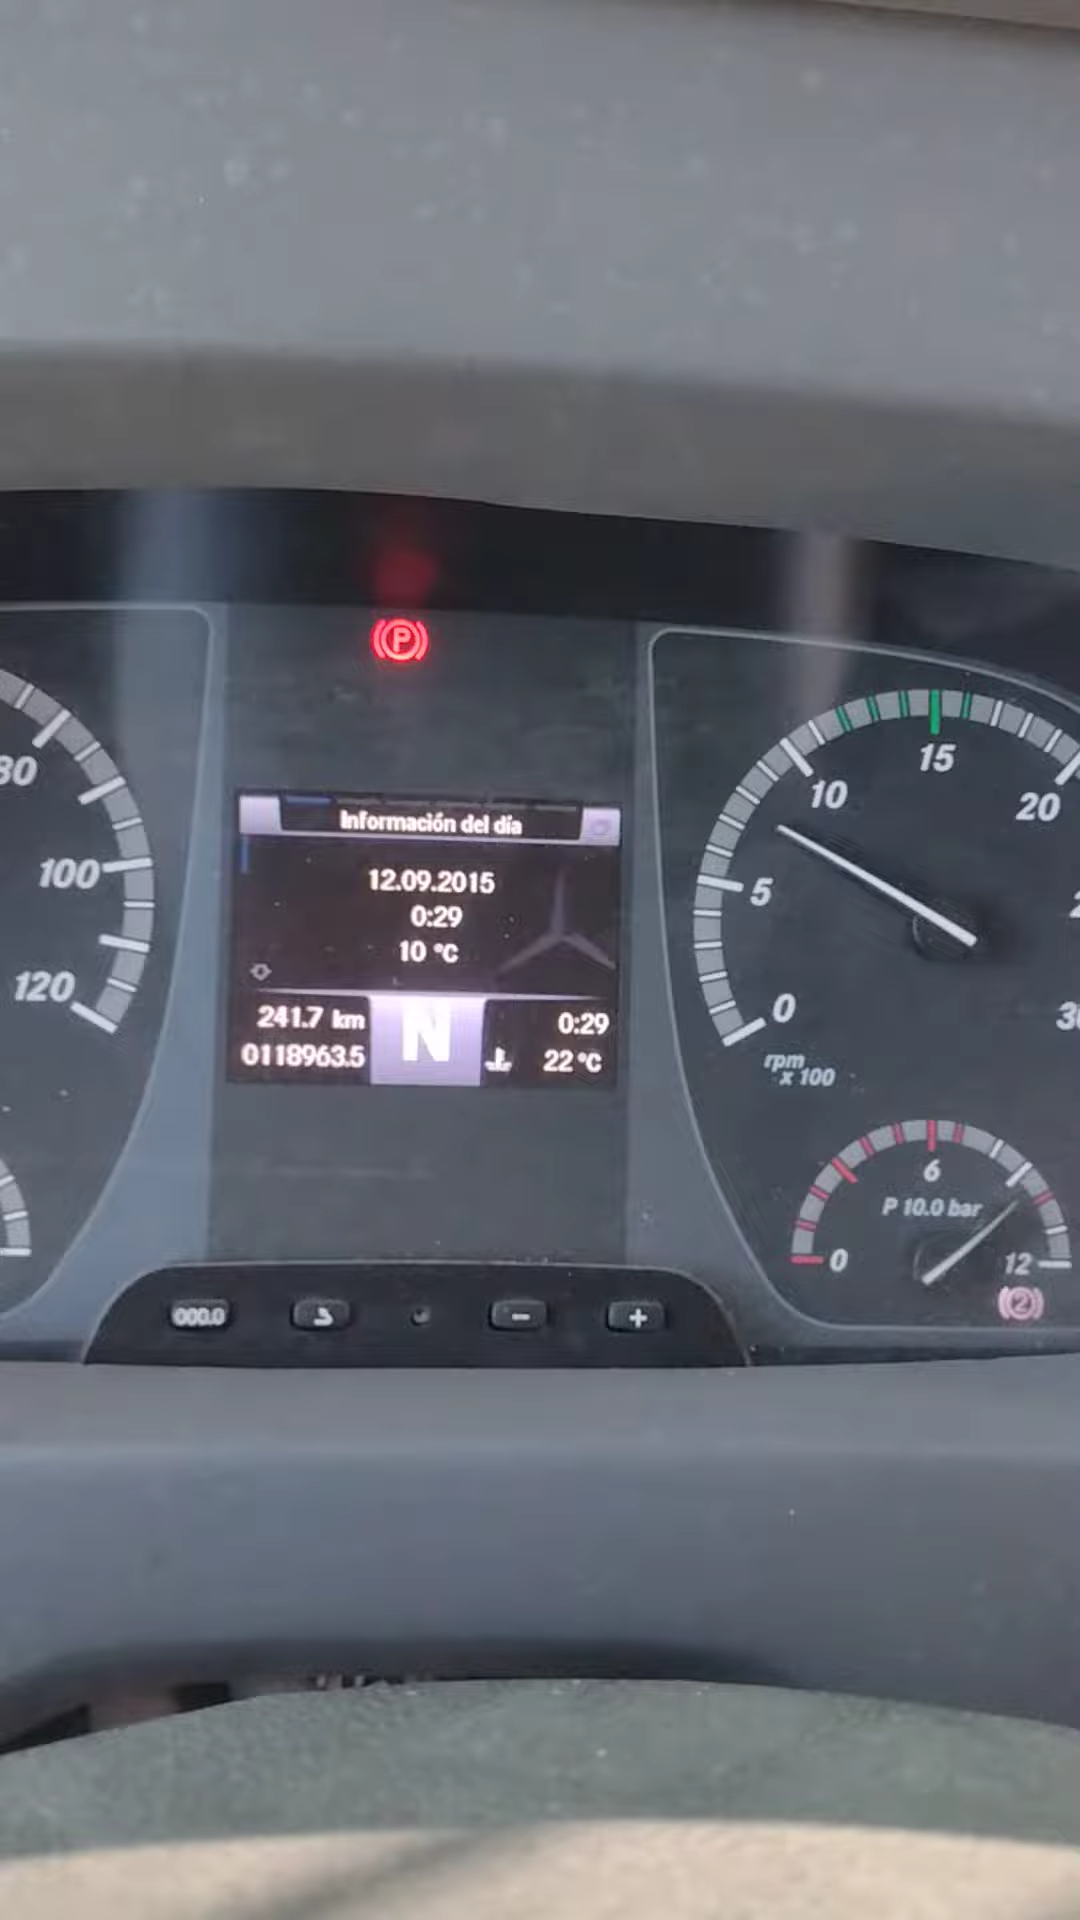 80
100
120
Información del día
12.09.2015
0:29
10 °C
241.7 km
0118963.5
N
0:29
22 °C
0
5
10
15
20
rpm
x 100
0
6
12
P 10.0 bar
P
2
000.0
-
+